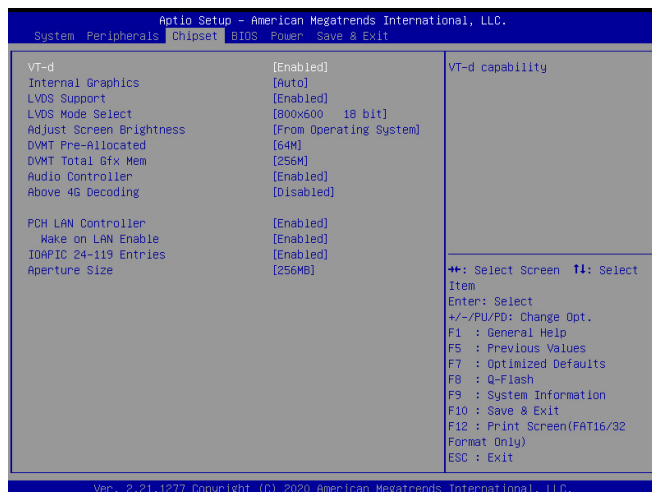 Aptio Setup – American Megatrends International, LLC.
System Peripherals Chipset BIOS Power Save & Exit
VT-d [Enabled]
Internal Graphics [Auto]
LVDS Support [Enabled]
LVDS Mode Select [800x600 18 bit]
Adjust Screen Brightness [From Operating System]
DVMT Pre-Allocated [64M]
DVMT Total Gfx Mem [256M]
Audio Controller [Enabled]
Above 4G Decoding [Disabled]
PCH LAN Controller [Enabled]
Wake on LAN Enable [Enabled]
IOAPIC 24-119 Entries [Enabled]
Aperture Size [256MB]
VT-d capability
→←: Select Screen ↑↓: Select
Item
Enter: Select
+/-/PU/PD: Change Opt.
F1 : General Help
F5 : Previous Values
F7 : Optimized Defaults
F8 : Q-Flash
F9 : System Information
F10 : Save & Exit
F12 : Print Screen(FAT16/32
Format Only)
ESC : Exit
Ver. 2.21.1277 Copyright (C) 2020 American Megatrends International, LLC.